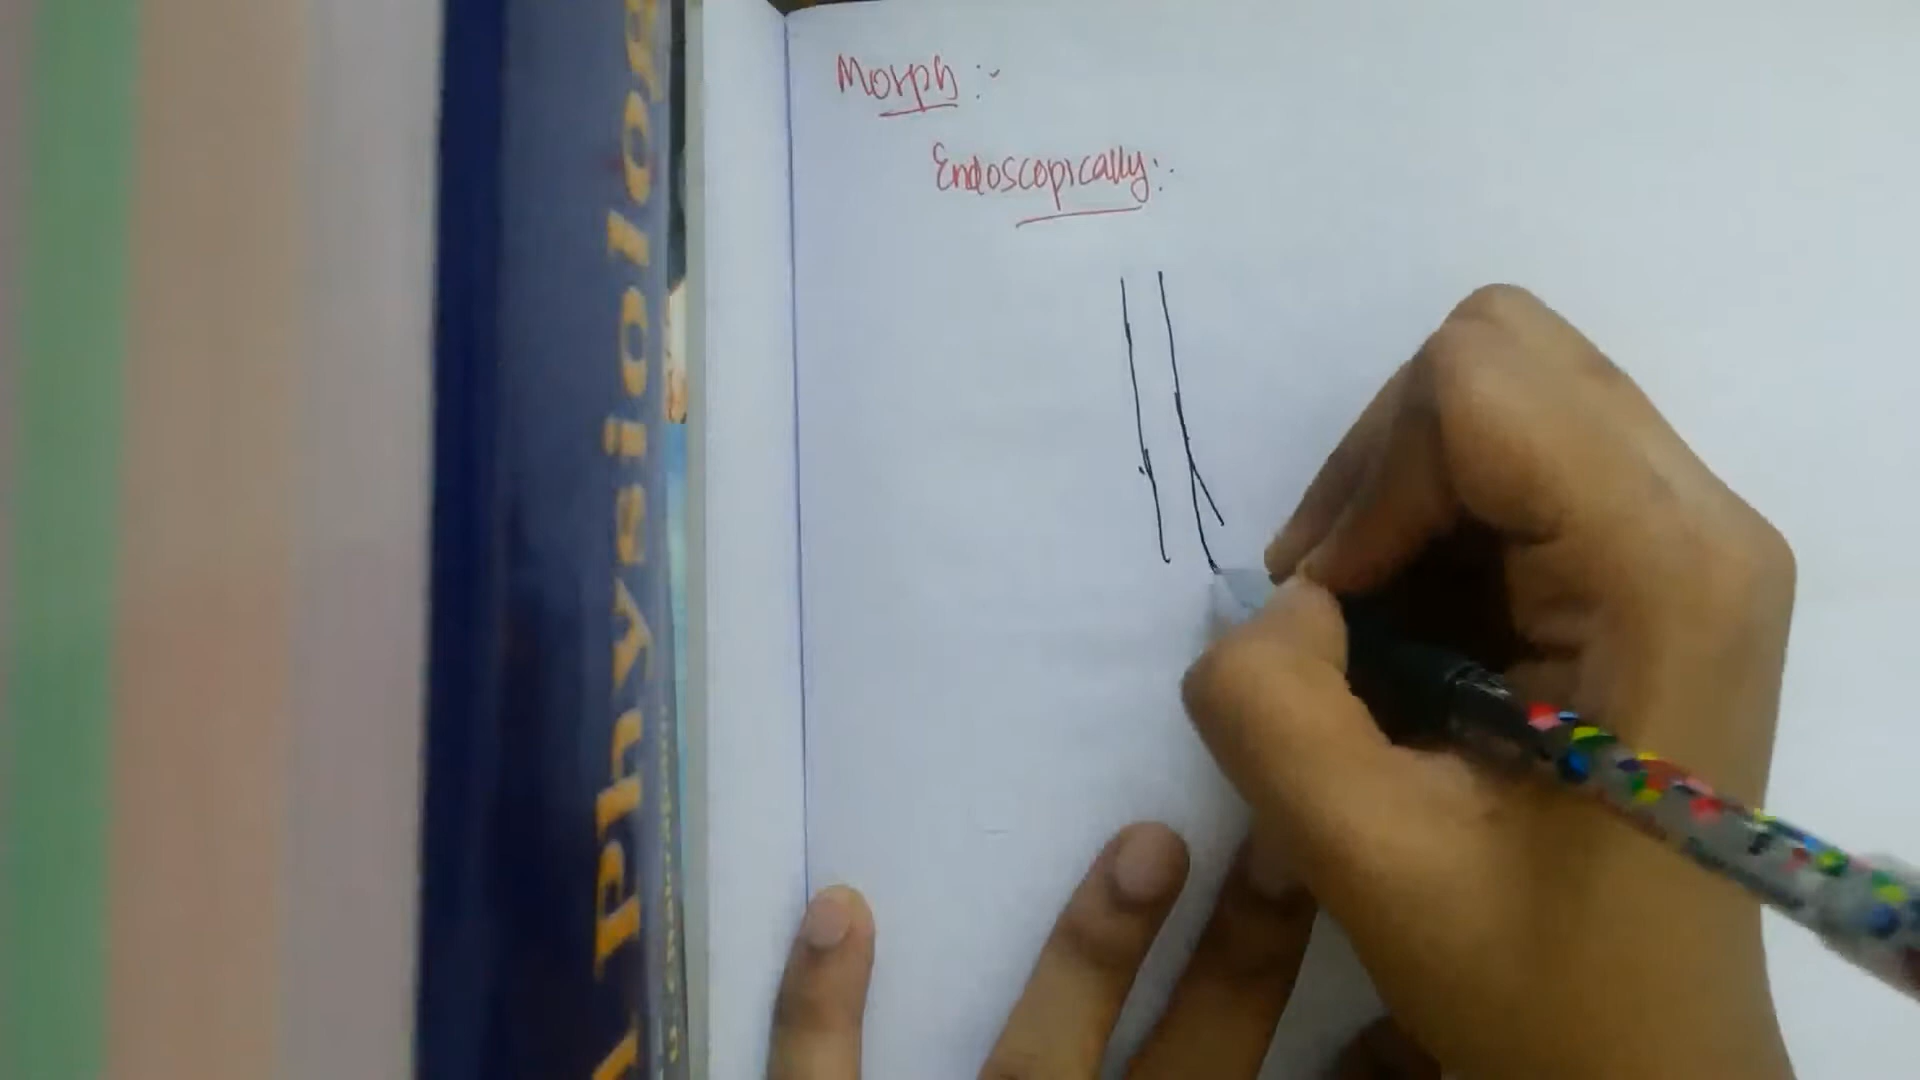 Morph :-
Endoscopically :-
Physiolog